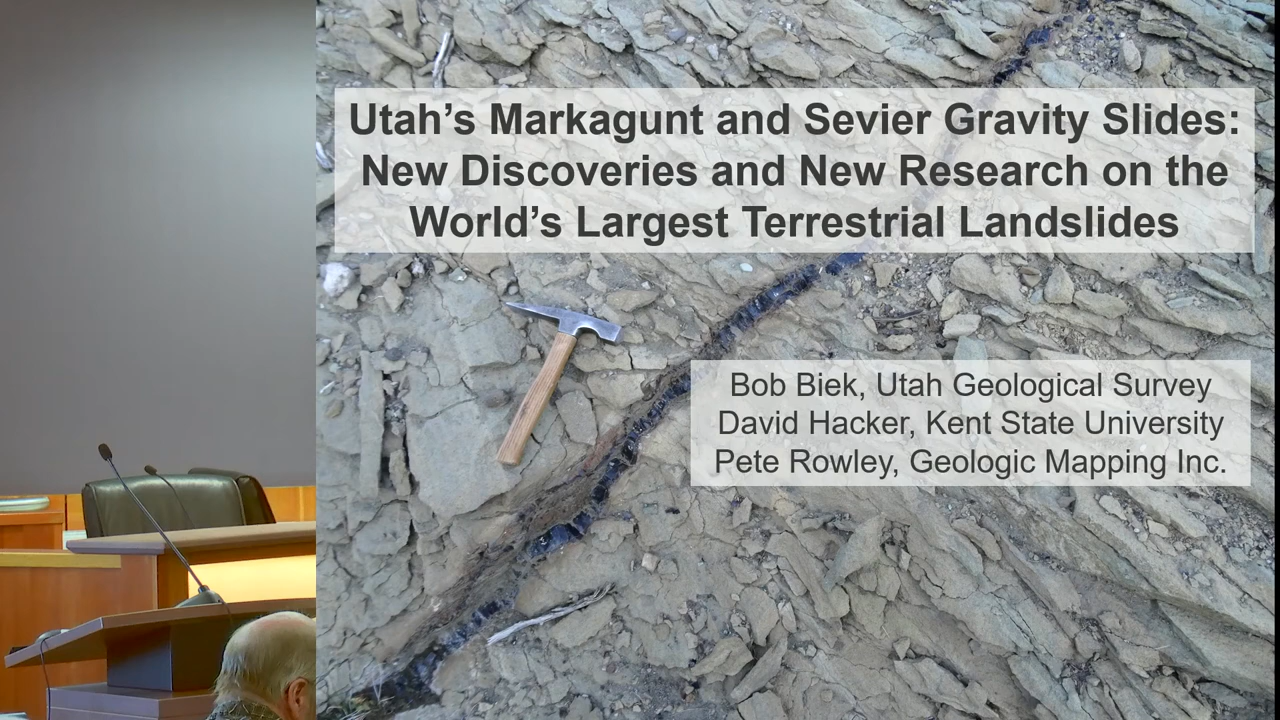 Utah’s Markagunt and Sevier Gravity Slides:
New Discoveries and New Research on the
World’s Largest Terrestrial Landslides
Bob Biek, Utah Geological Survey
David Hacker, Kent State University
Pete Rowley, Geologic Mapping Inc.